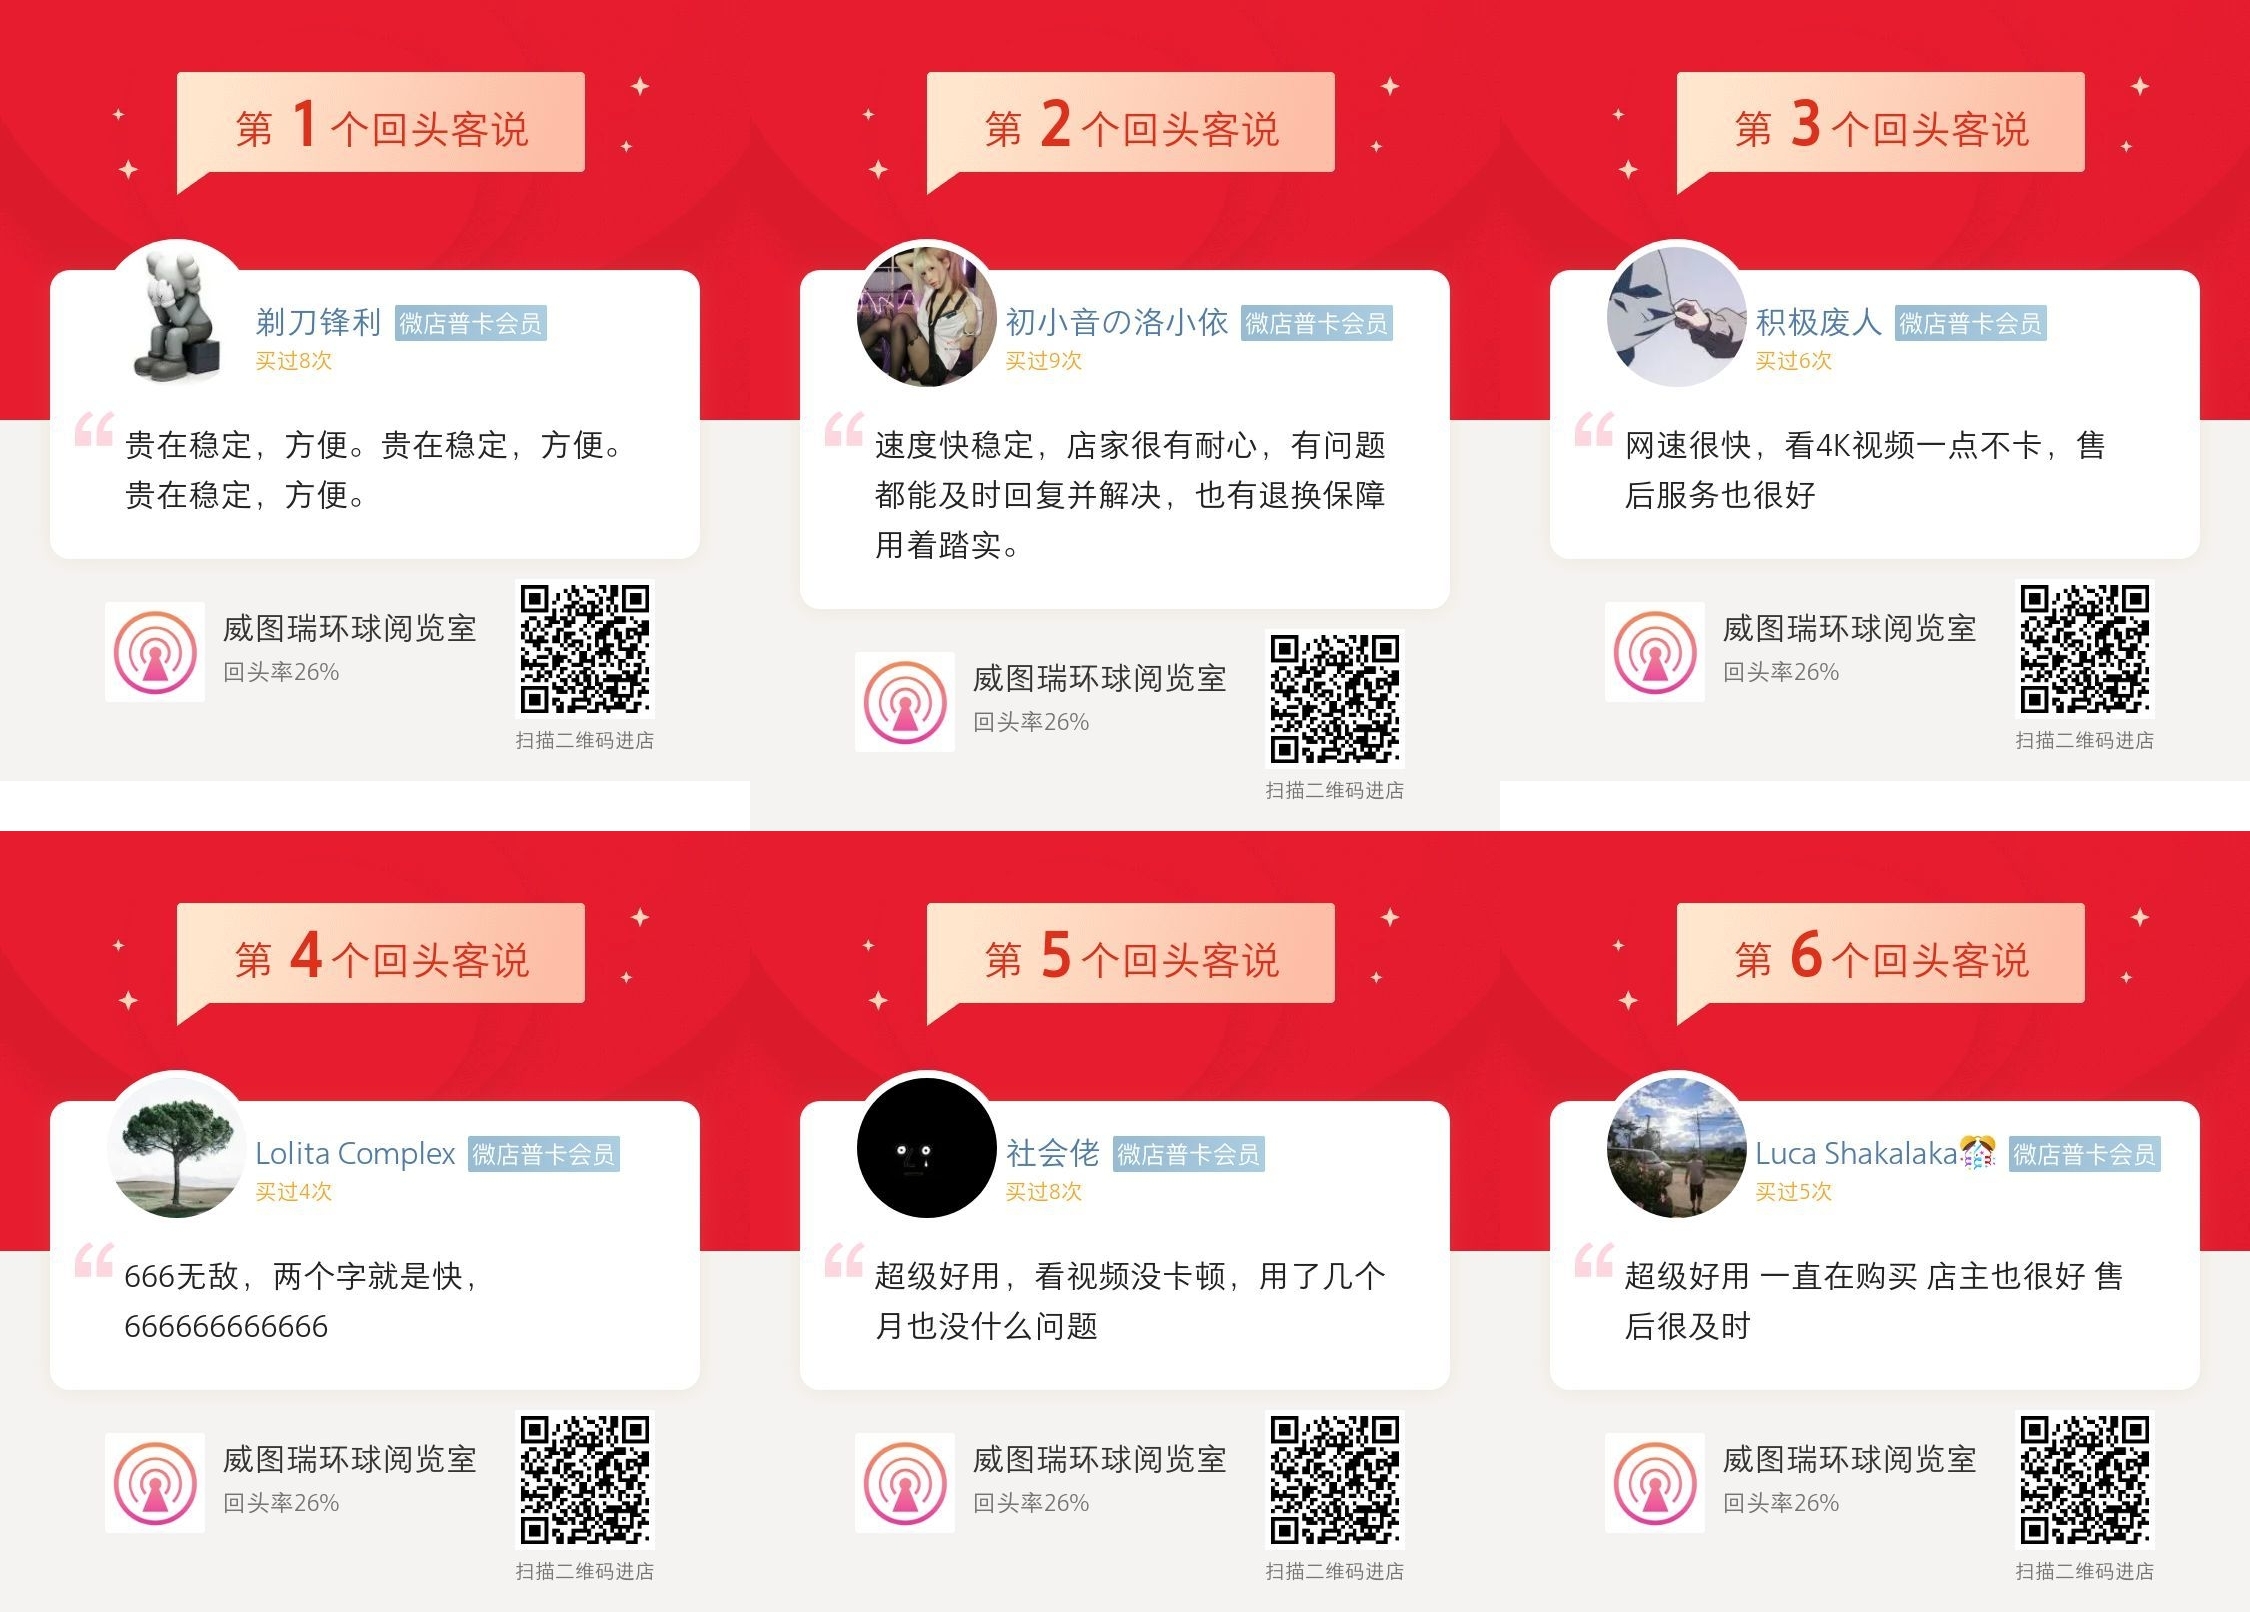 第 1 个回头客说
剃刀锋利 微店普卡会员
买过8次
贵在稳定，方便。贵在稳定，方便。
贵在稳定，方便。
威图瑞环球阅览室
回头率26%
扫描二维码进店
第 2 个回头客说
初小音の洛小依 微店普卡会员
买过9次
速度快稳定，店家很有耐心，有问题
都能及时回复并解决，也有退换保障
用着踏实。
威图瑞环球阅览室
回头率26%
扫描二维码进店
第 3 个回头客说
积极废人 微店普卡会员
买过6次
网速很快，看4K视频一点不卡，售
后服务也很好
威图瑞环球阅览室
回头率26%
扫描二维码进店
第 4 个回头客说
Lolita Complex 微店普卡会员
买过4次
666无敌，两个字就是快，
666666666666
威图瑞环球阅览室
回头率26%
扫描二维码进店
第 5 个回头客说
社会佬 微店普卡会员
买过8次
超级好用，看视频没卡顿，用了几个
月也没什么问题
威图瑞环球阅览室
回头率26%
扫描二维码进店
第 6 个回头客说
Luca Shakalaka🎊 微店普卡会员
买过5次
超级好用 一直在购买 店主也很好 售
后很及时
威图瑞环球阅览室
回头率26%
扫描二维码进店